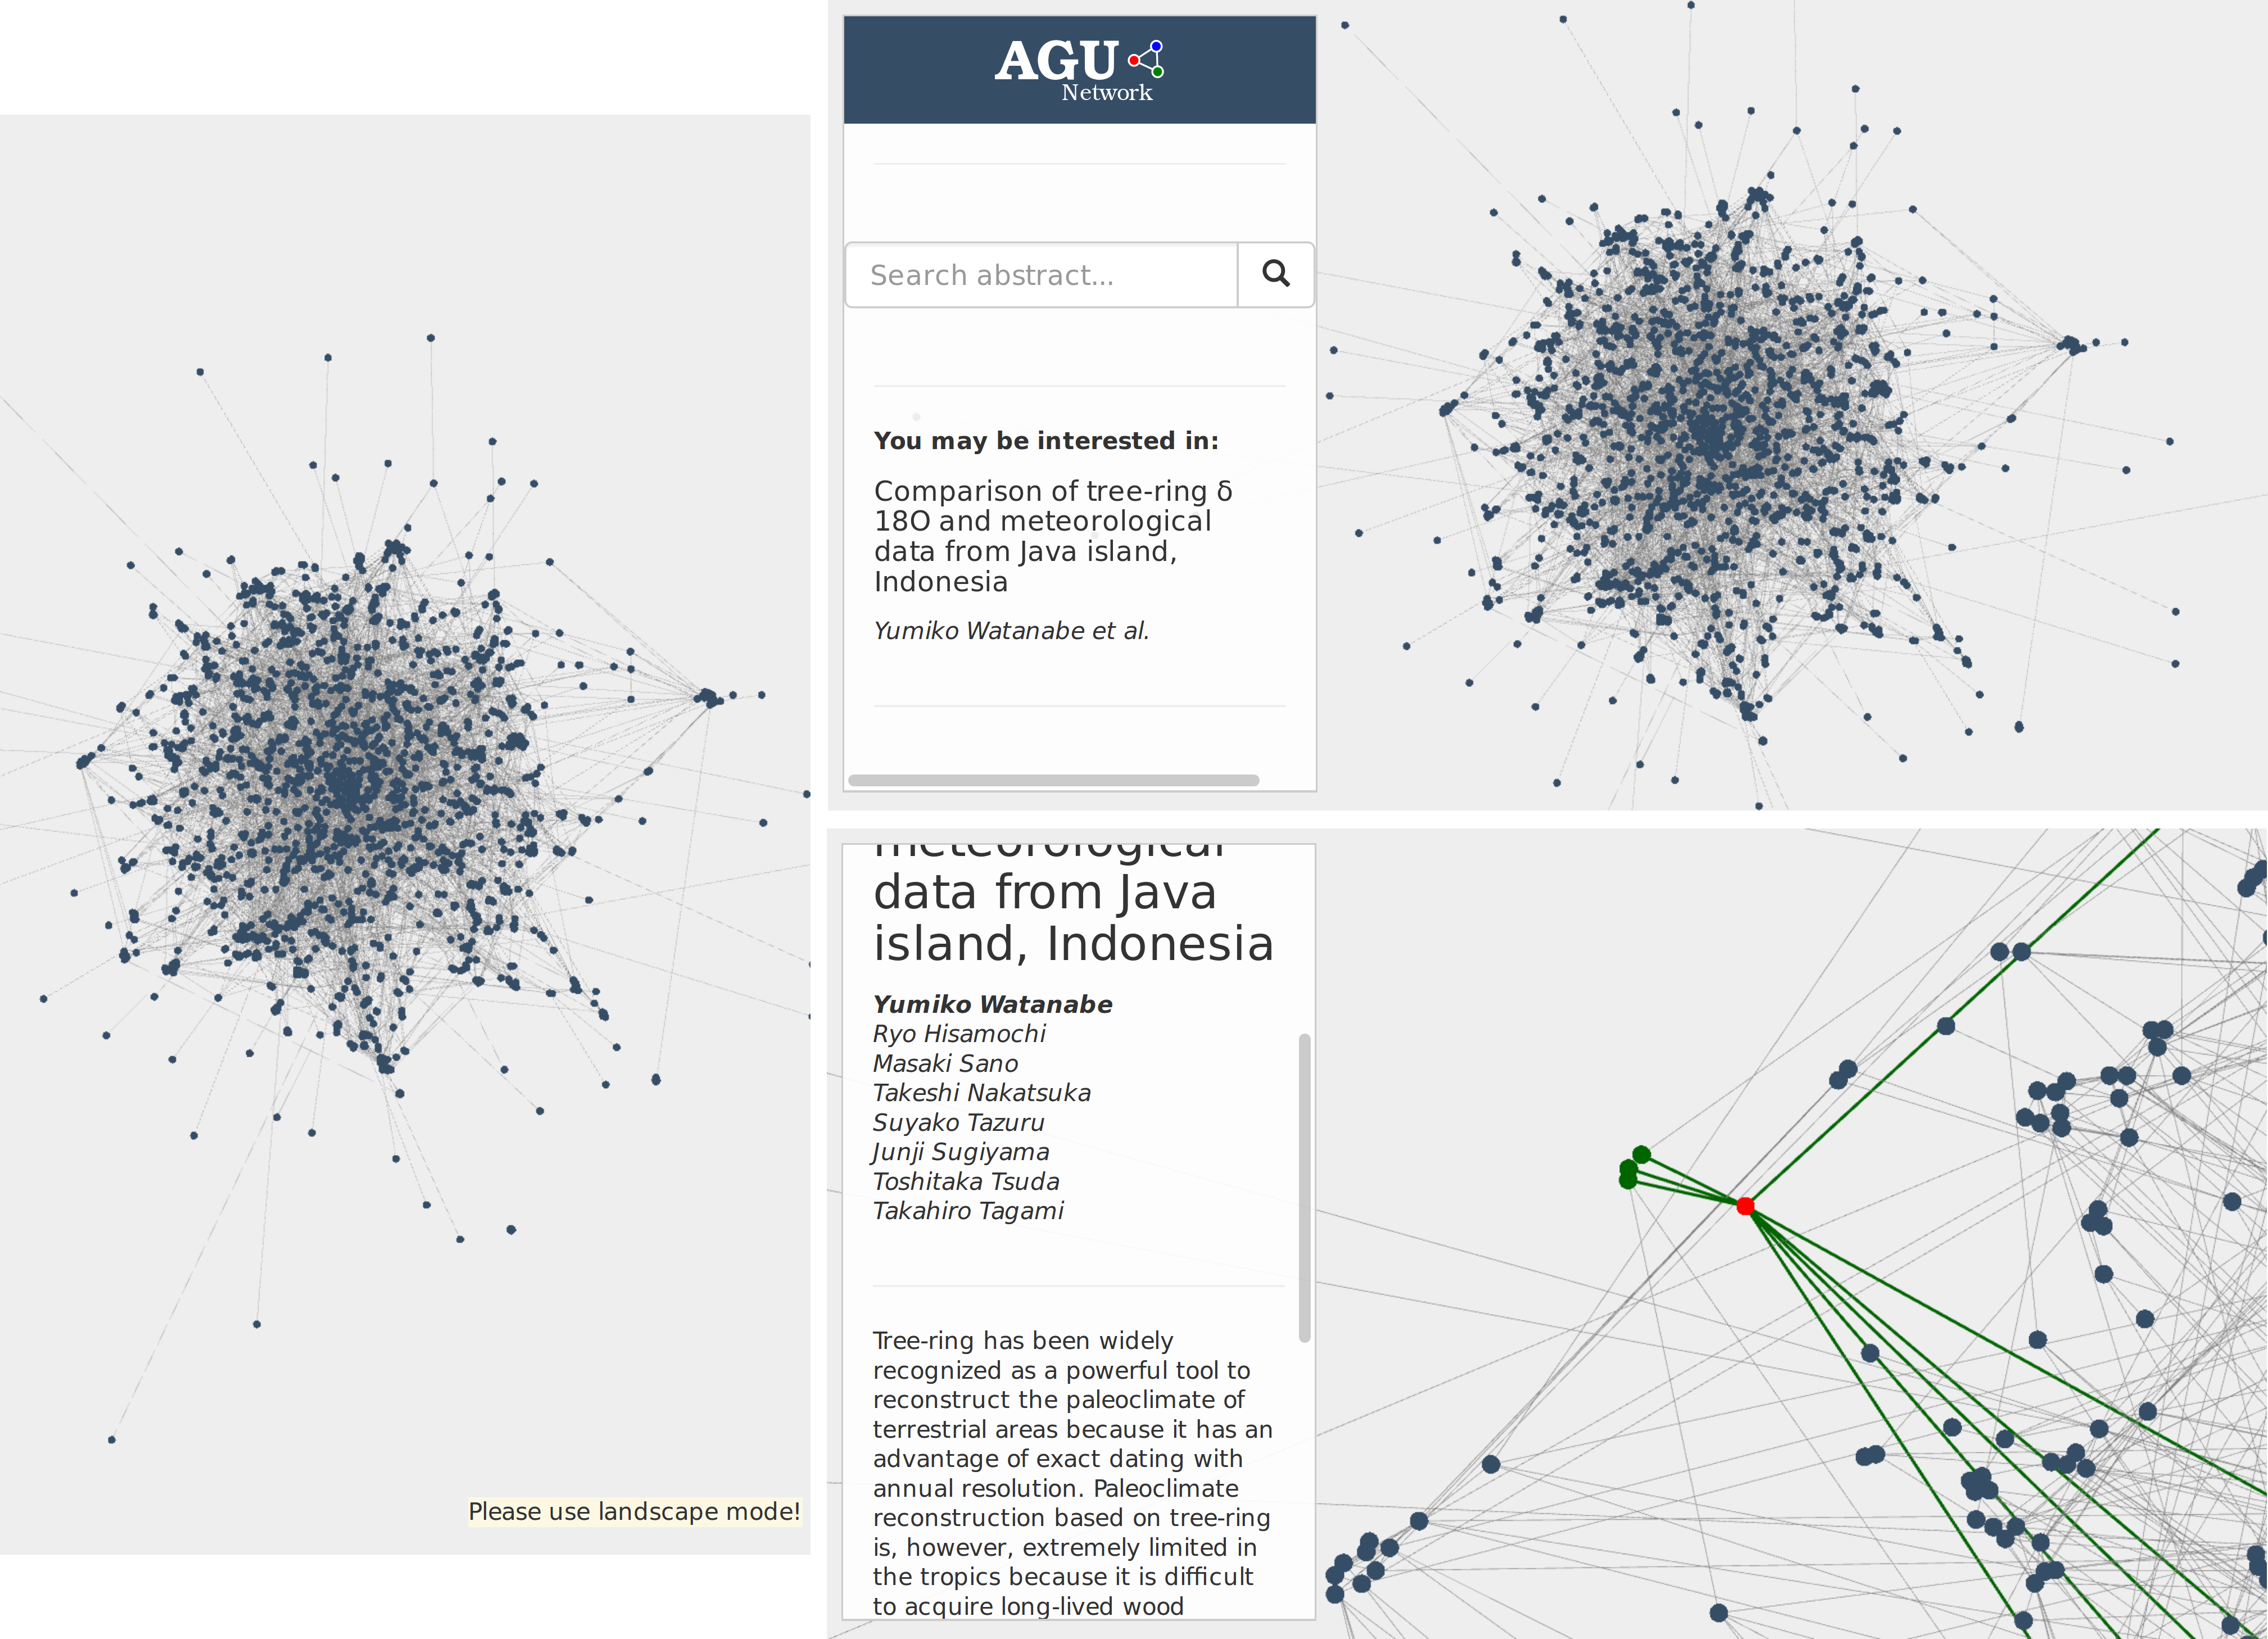 Please use landscape mode!
AGU
Network
Search abstract...
You may be interested in:
Comparison of tree-ring δ
18O and meteorological
data from Java island,
Indonesia
Yumiko Watanabe et al.
meteorological
data from Java
island, Indonesia
Yumiko Watanabe
Ryo Hisamochi
Masaki Sano
Takeshi Nakatsuka
Suyako Tazuru
Junji Sugiyama
Toshitaka Tsuda
Takahiro Tagami
Tree-ring has been widely
recognized as a powerful tool to
reconstruct the paleoclimate of
terrestrial areas because it has an
advantage of exact dating with
annual resolution. Paleoclimate
reconstruction based on tree-ring
is, however, extremely limited in
the tropics because it is difficult
to acquire long-lived wood